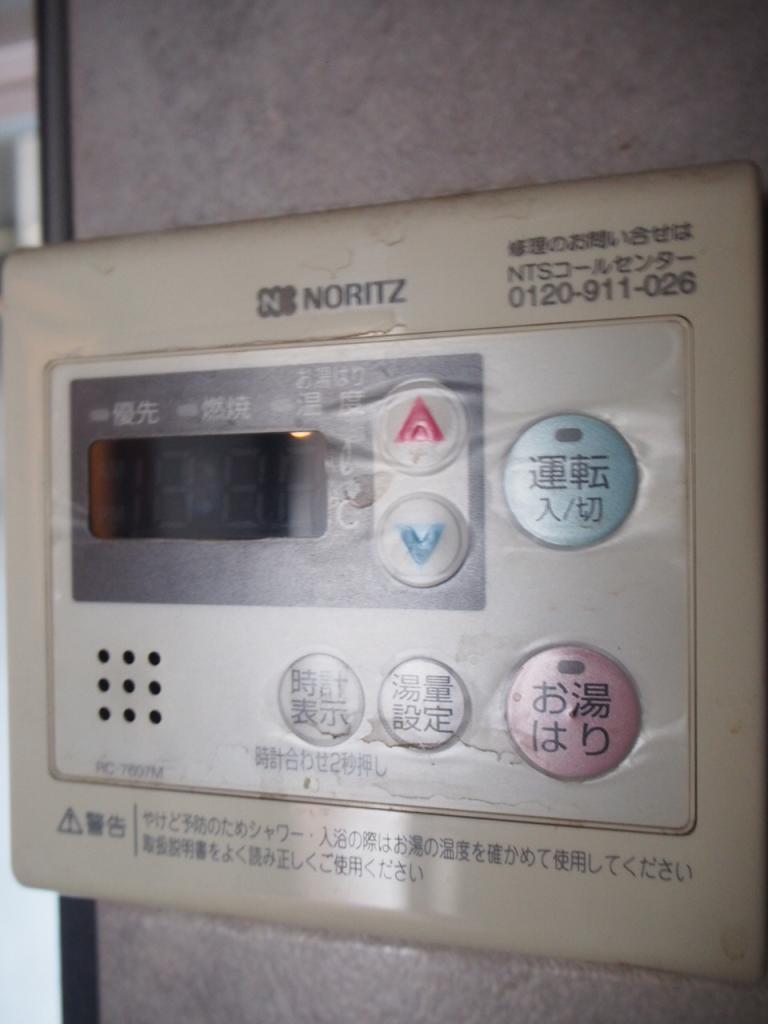 修理のお問い合せは
NTSコールセンター
0120-911-026
NORITZ
優先
燃焼
お湯はり
温度
℃
運転
入/切
時計
表示
湯量
設定
お湯
はり
時計合わせ2秒押し
RC-7607M
警告
やけど予防のためシャワー・入浴の際はお湯の温度を確かめて使用してください
取扱説明書をよく読み正しくご使用ください